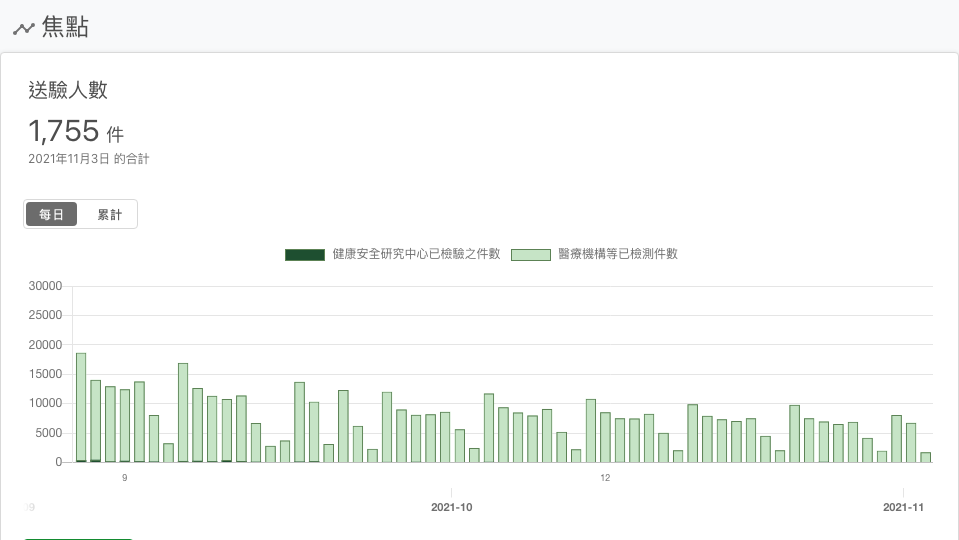 焦點
送驗人數
1,755 件
2021年11月3日 的合計
每日 累計
健康安全研究中心已檢驗之件數 醫療機構等已檢測件數
30000
25000
20000
15000
10000
5000
0
9 12
9 2021-10 2021-11